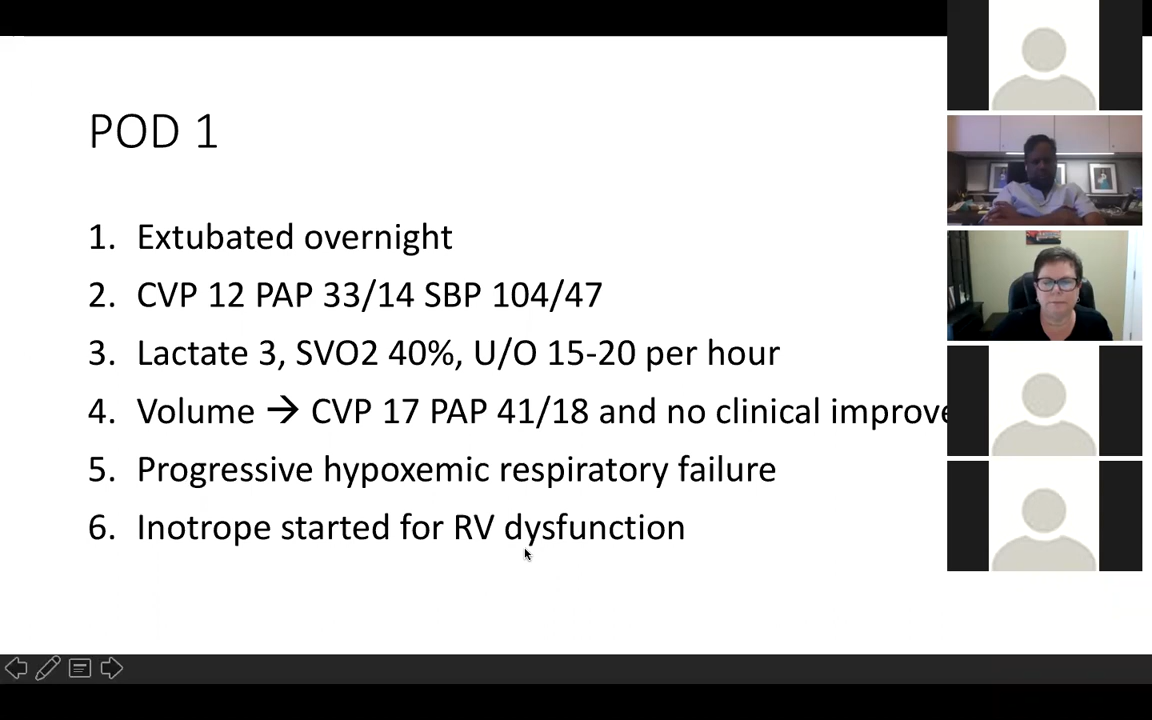 POD 1
1. Extubated overnight
2. CVP 12 PAP 33/14 SBP 104/47
3. Lactate 3, SVO2 40%, U/O 15-20 per hour
4. Volume → CVP 17 PAP 41/18 and no clinical improve
5. Progressive hypoxemic respiratory failure
6. Inotrope started for RV dysfunction